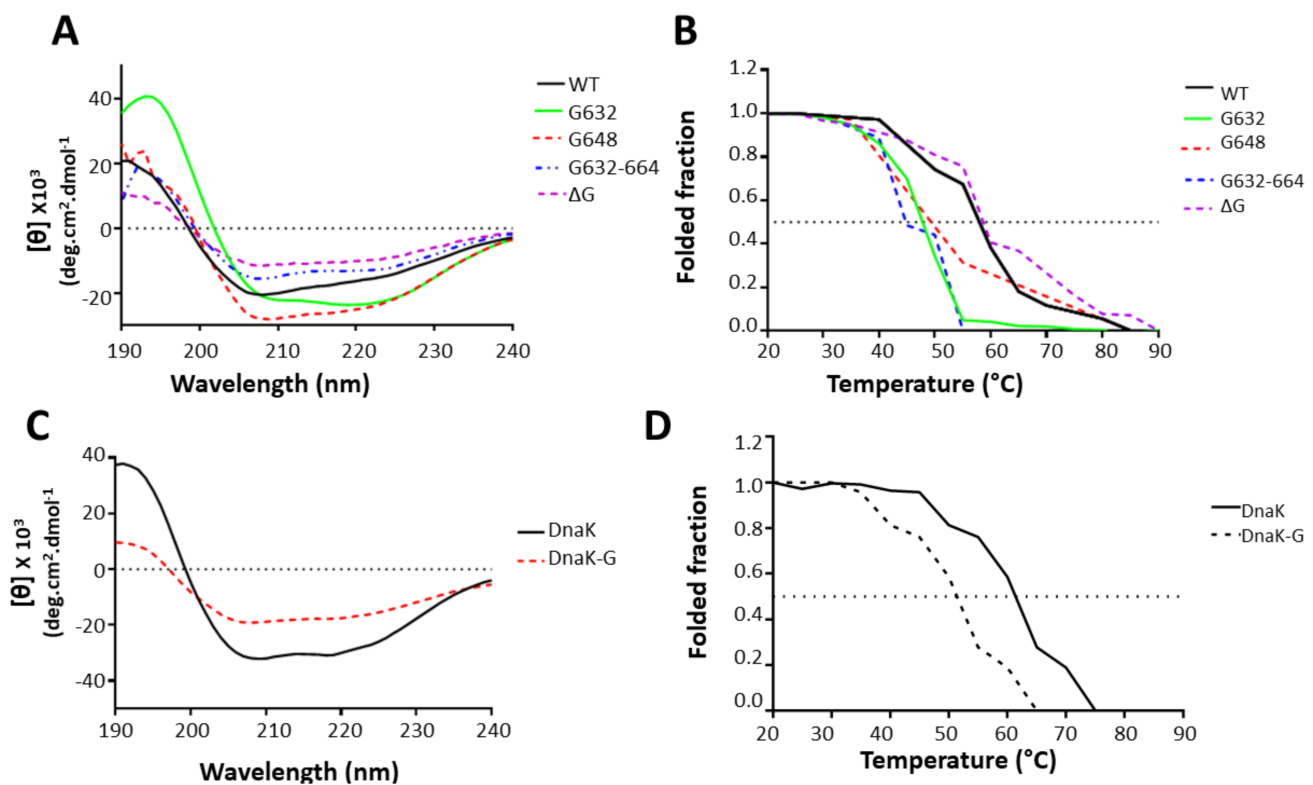 A
[θ] X10³
(deg.cm².dmol⁻¹
40
20
0
-20
190
200
210
220
230
240
Wavelength (nm)
WT
G632
G648
G632-664
ΔG
B
Folded fraction
1.2
1.0
0.8
0.6
0.4
0.2
0.0
20
30
40
50
60
70
80
90
Temperature (°C)
WT
G632
G648
G632-664
ΔG
C
[θ] X 10³
(deg.cm².dmol⁻¹
40
20
0
-20
-40
190
200
210
220
230
240
Wavelength (nm)
DnaK
DnaK-G
D
Folded fraction
1.2
1.0
0.8
0.6
0.4
0.2
0.0
20
30
40
50
60
70
80
90
Temperature (°C)
DnaK
DnaK-G